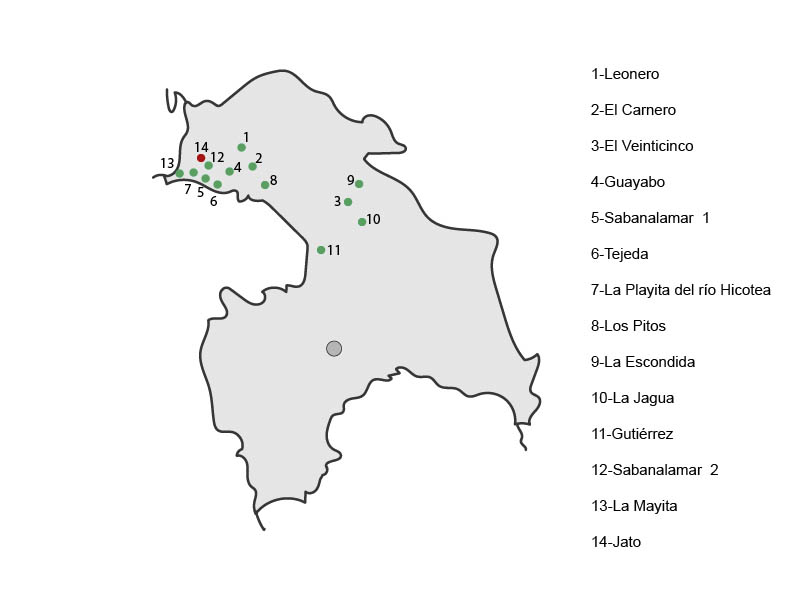 1-Leonero
2-El Carnero
3-El Veinticinco
4-Guayabo
5-Sabanalamar 1
6-Tejeda
7-La Playita del río Hicotea
8-Los Pitos
9-La Escondida
10-La Jagua
11-Gutiérrez
12-Sabanalamar 2
13-La Mayita
14-Jato
1
14
12
2
13
4
8
9
7
5
6
3
10
11